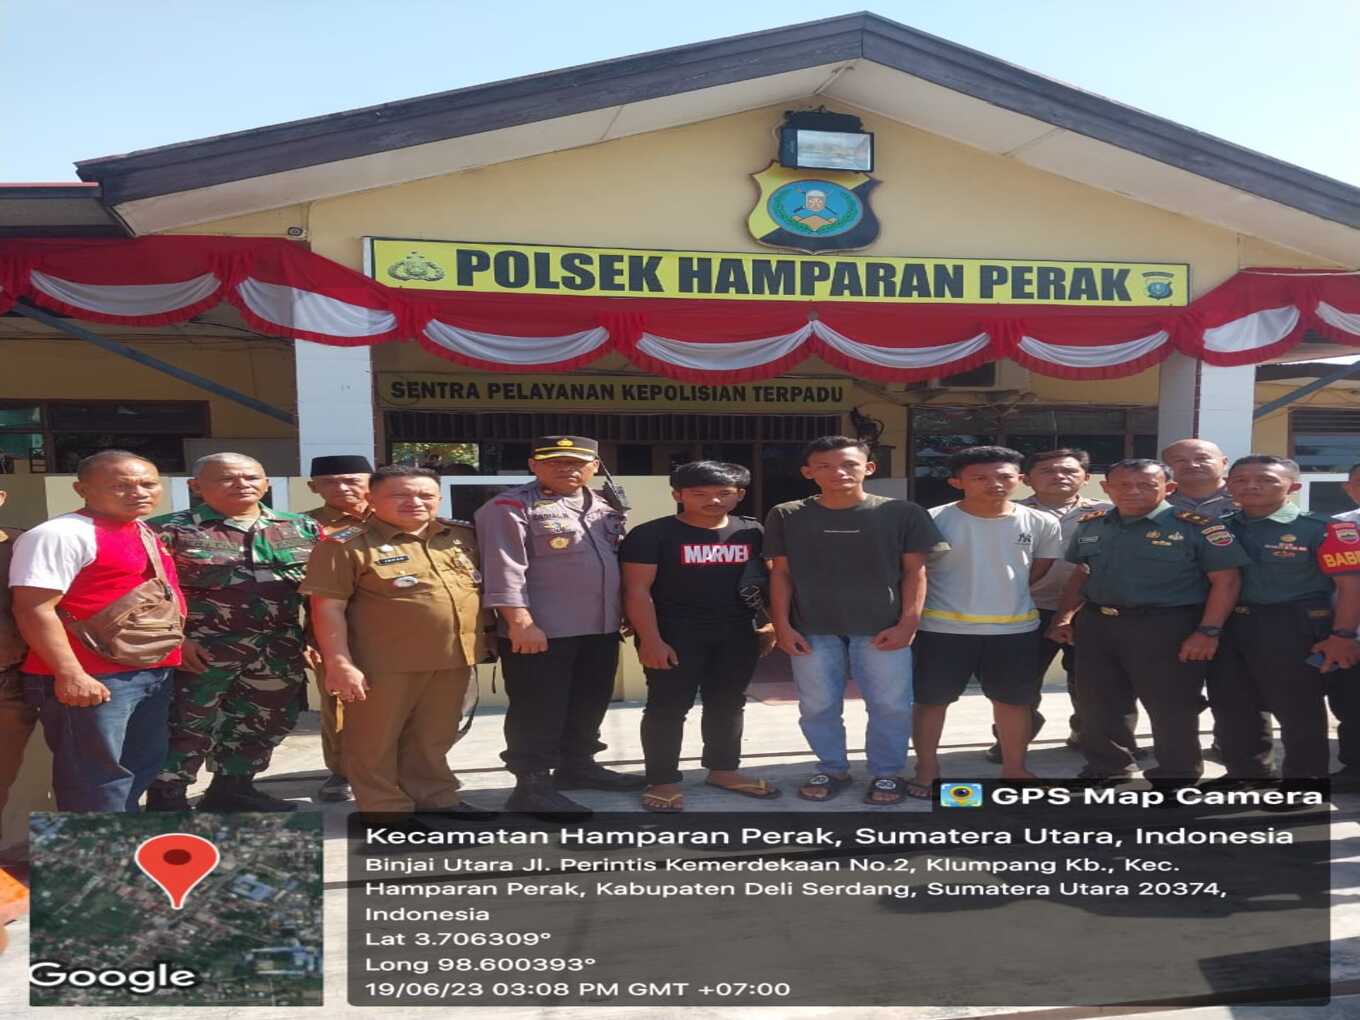 POLSEK HAMPARAN PERAK
SENTRA PELAYANAN KEPOLISIAN TERPADU
MARVEL
GPS Map Camera
Kecamatan Hamparan Perak, Sumatera Utara, Indonesia
Binjai Utara Jl. Perintis Kemerdekaan No.2, Klumpang Kb., Kec.
Hamparan Perak, Kabupaten Deli Serdang, Sumatera Utara 20374,
Indonesia
Lat 3.706309°
Long 98.600393°
19/06/23 03:08 PM GMT +07:00
Google